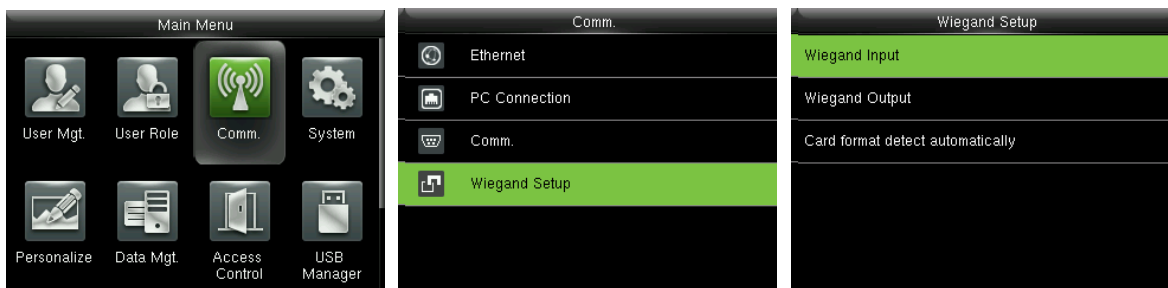 Main Menu
User Mgt.
User Role
Comm.
System
Personalize
Data Mgt.
Access
Control
USB
Manager
Comm.
Ethernet
PC Connection
Comm.
Wiegand Setup
Wiegand Setup
Wiegand Input
Wiegand Output
Card format detect automatically